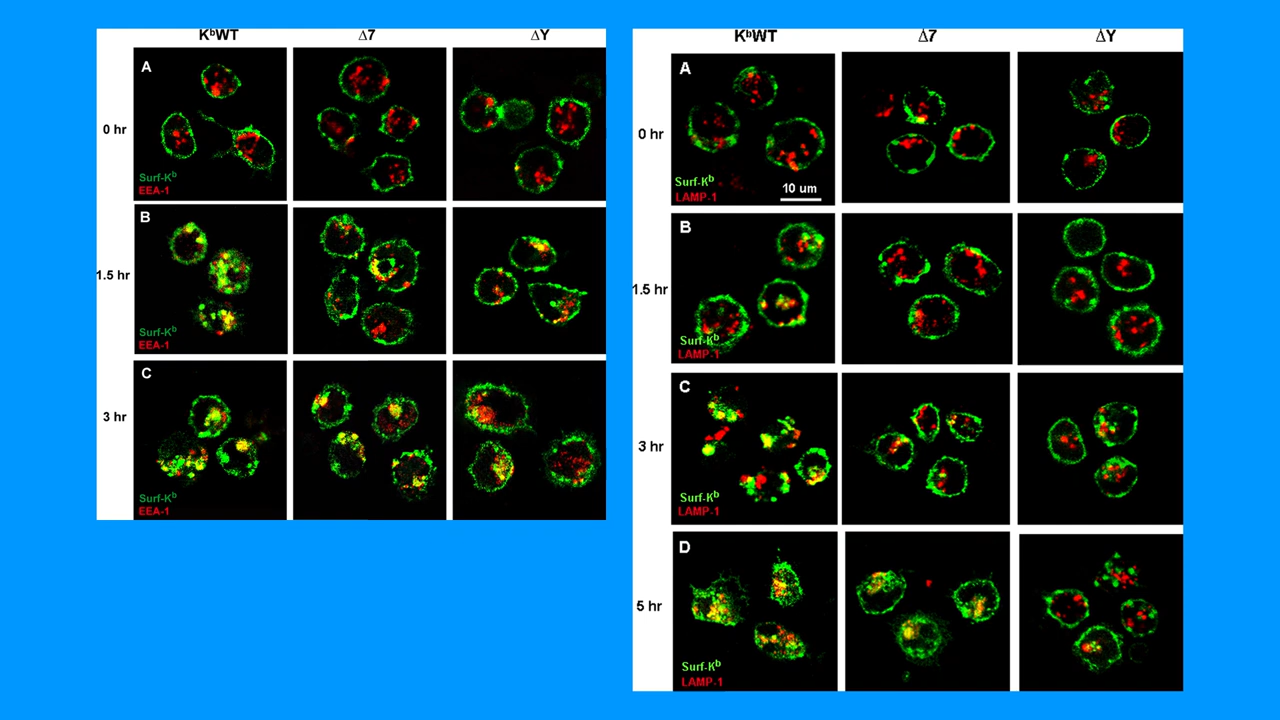 KbWT Δ7 ΔY
A
0 hr
Surf-Kb
EEA-1
B
1.5 hr
Surf-Kb
EEA-1
C
3 hr
Surf-Kb
EEA-1
KbWT Δ7 ΔY
A
0 hr
Surf-Kb
LAMP-1
10 um
B
1.5 hr
Surf-Kb
LAMP-1
C
3 hr
Surf-Kb
LAMP-1
D
5 hr
Surf-Kb
LAMP-1